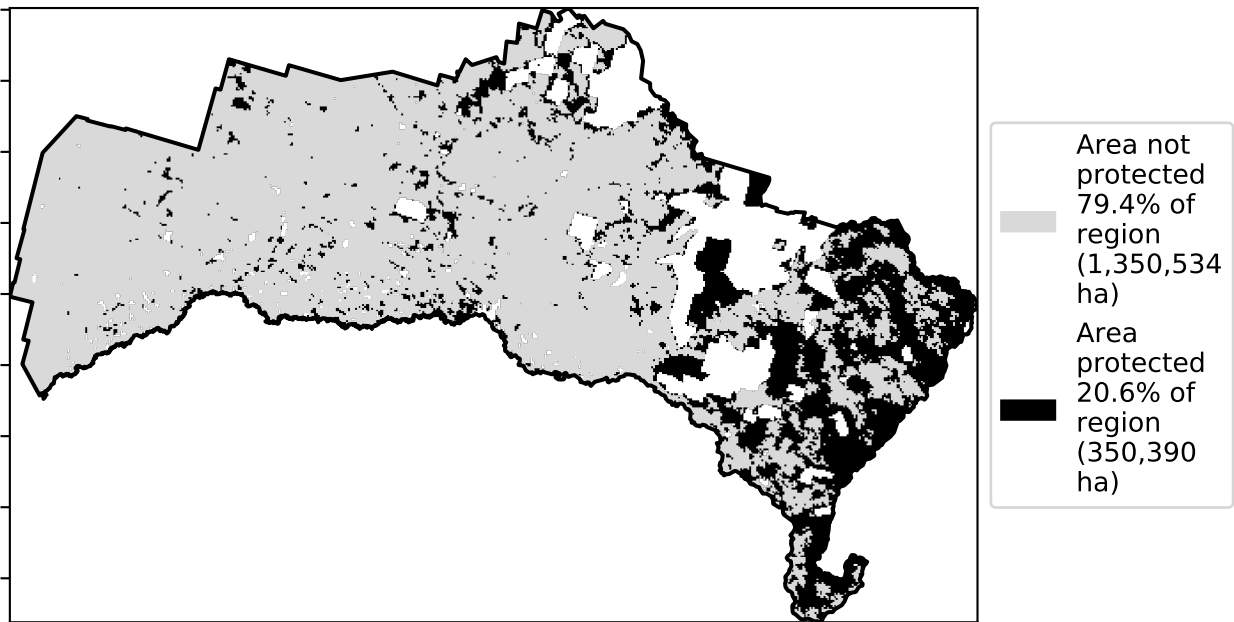 Area not
protected
79.4% of
region
(1,350,534
ha)
Area
protected
20.6% of
region
(350,390
ha)